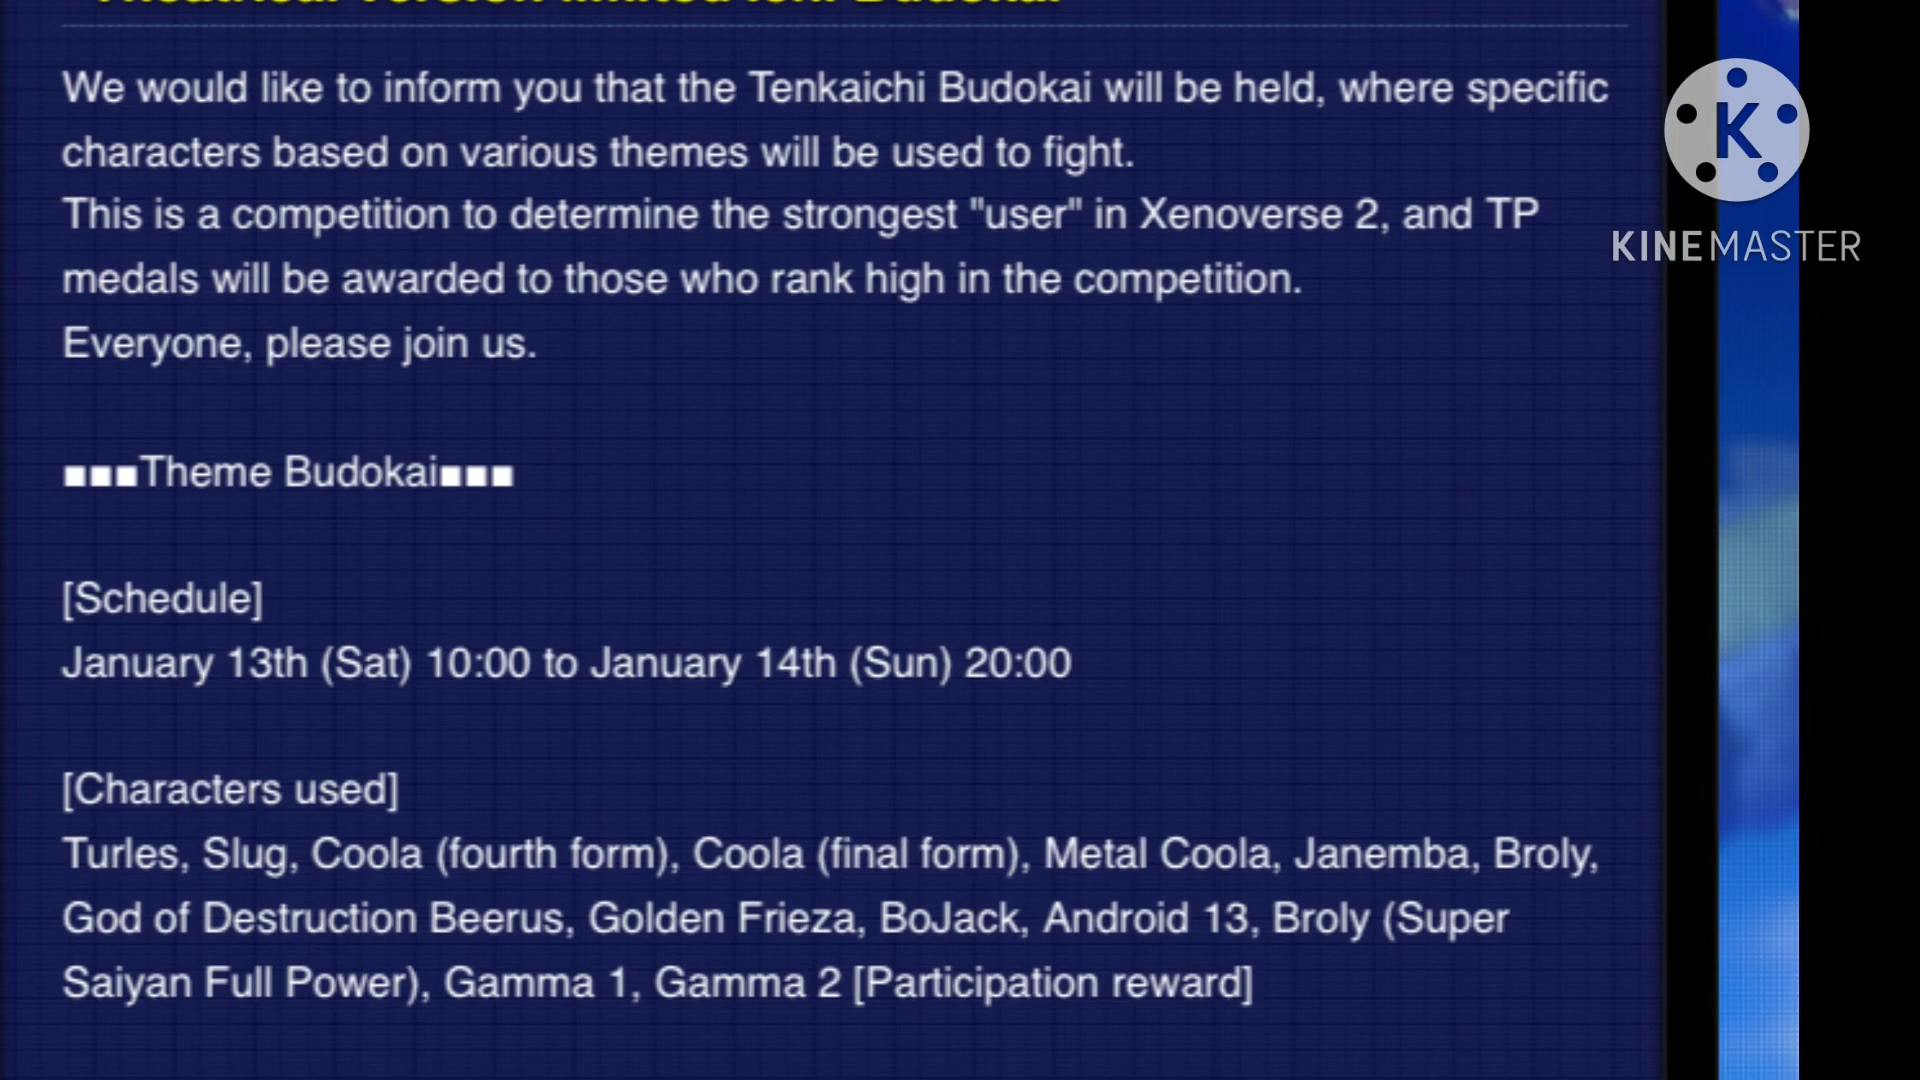 We would like to inform you that the Tenkaichi Budokai will be held, where specific
characters based on various themes will be used to fight.
This is a competition to determine the strongest "user" in Xenoverse 2, and TP
medals will be awarded to those who rank high in the competition.
Everyone, please join us.
■■■Theme Budokai■■■
[Schedule]
January 13th (Sat) 10:00 to January 14th (Sun) 20:00
[Characters used]
Turles, Slug, Coola (fourth form), Coola (final form), Metal Coola, Janemba, Broly,
God of Destruction Beerus, Golden Frieza, BoJack, Android 13, Broly (Super
Saiyan Full Power), Gamma 1, Gamma 2 [Participation reward]
K
KINEMASTER